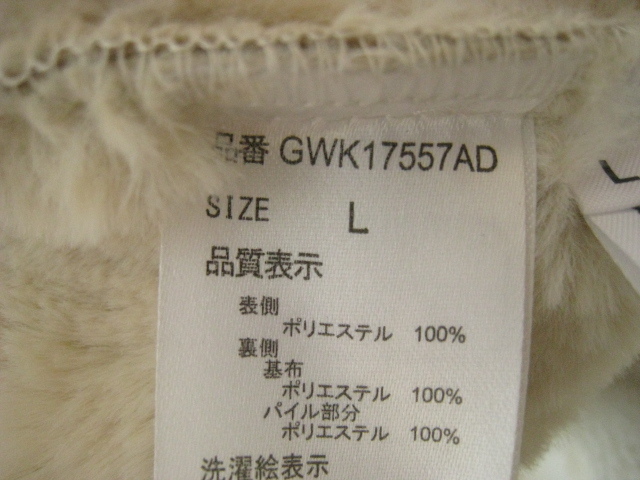 品番 GWK17557AD
SIZE L
品質表示
表側
ポリエステル 100%
裏側
基布
ポリエステル 100%
パイル部分
ポリエステル 100%
洗濯絵表示
L